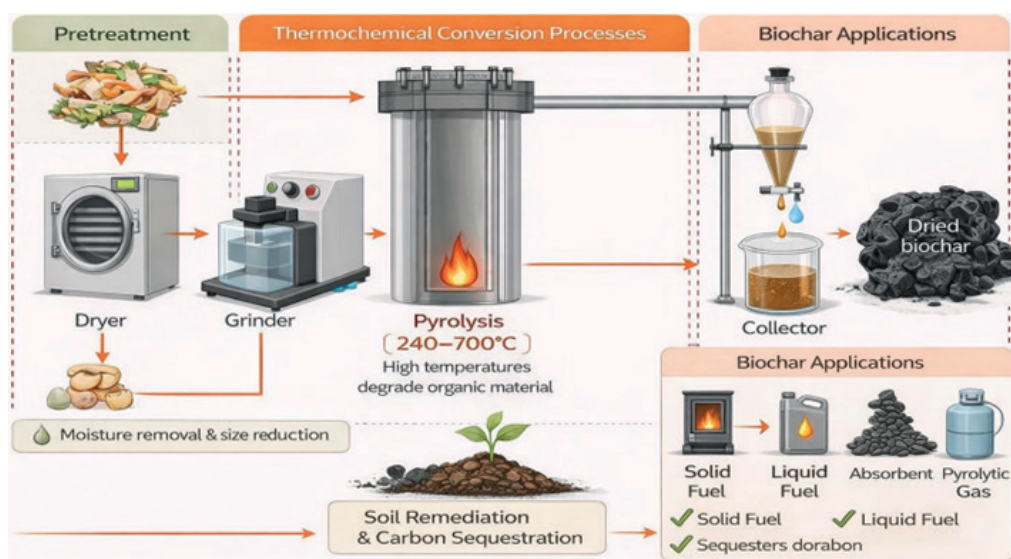 Pretreatment
Thermochemical Conversion Processes
Biochar Applications
Dryer
Grinder
Pyrolysis
240–700°C
High temperatures
degrade organic material
Dried
biochar
Collector
Moisture removal & size reduction
Soil Remediation
& Carbon Sequestration
Biochar Applications
Solid
Fuel
Liquid
Fuel
Absorbent
Pyrolytic
Gas
Solid Fuel
Liquid Fuel
Sequesters dorabon